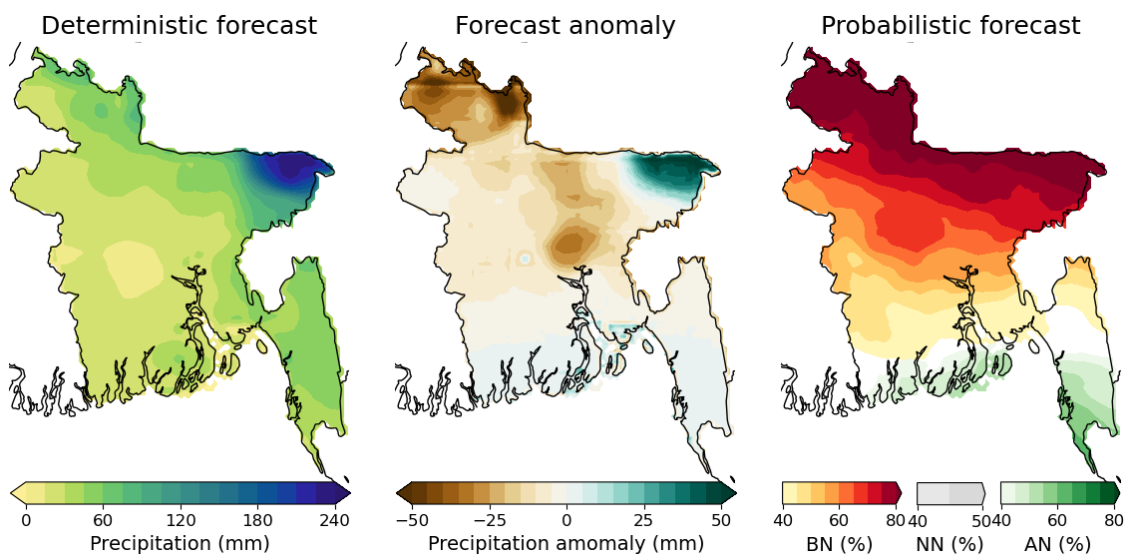 Deterministic forecast
Forecast anomaly
Probabilistic forecast
0 60 120 180 240
Precipitation (mm)
−50 −25 0 25 50
Precipitation amomaly (mm)
40 60 80
BN (%)
40 50
NN (%)
40 60 80
AN (%)